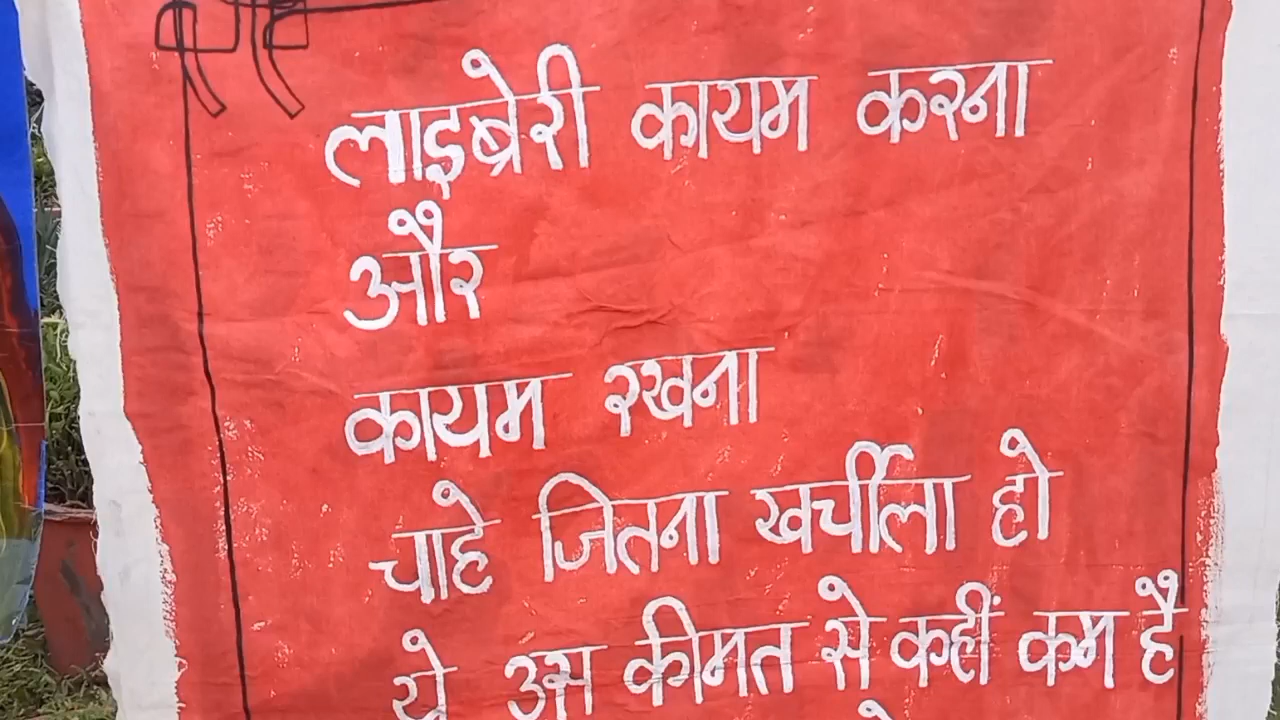 लाइब्रेरी कायम करना
और
कायम रखना
चाहे जितना खर्चीला हो
ये उस कीमत से कहीं कम है